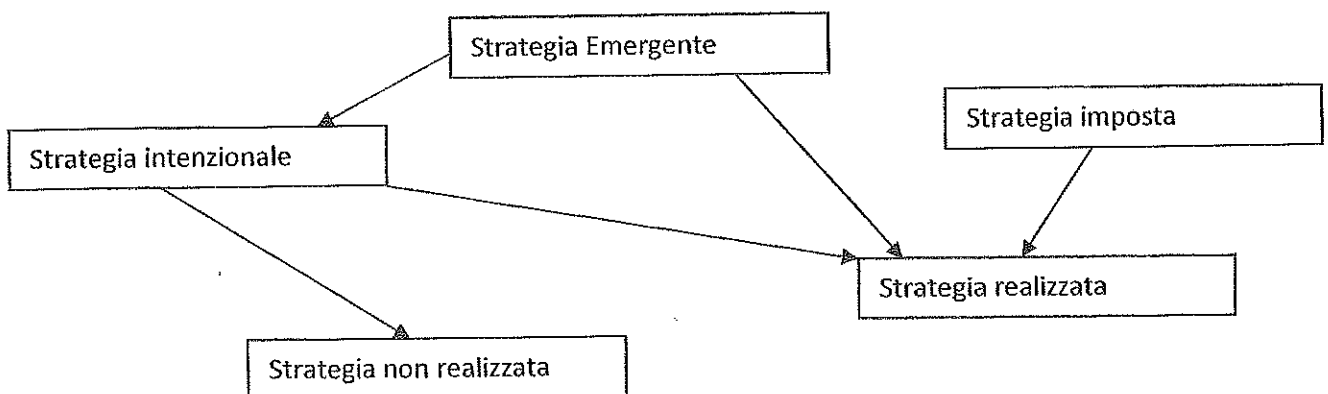 Strategia Emergente
Strategia imposta
Strategia intenzionale
Strategia realizzata
Strategia non realizzata